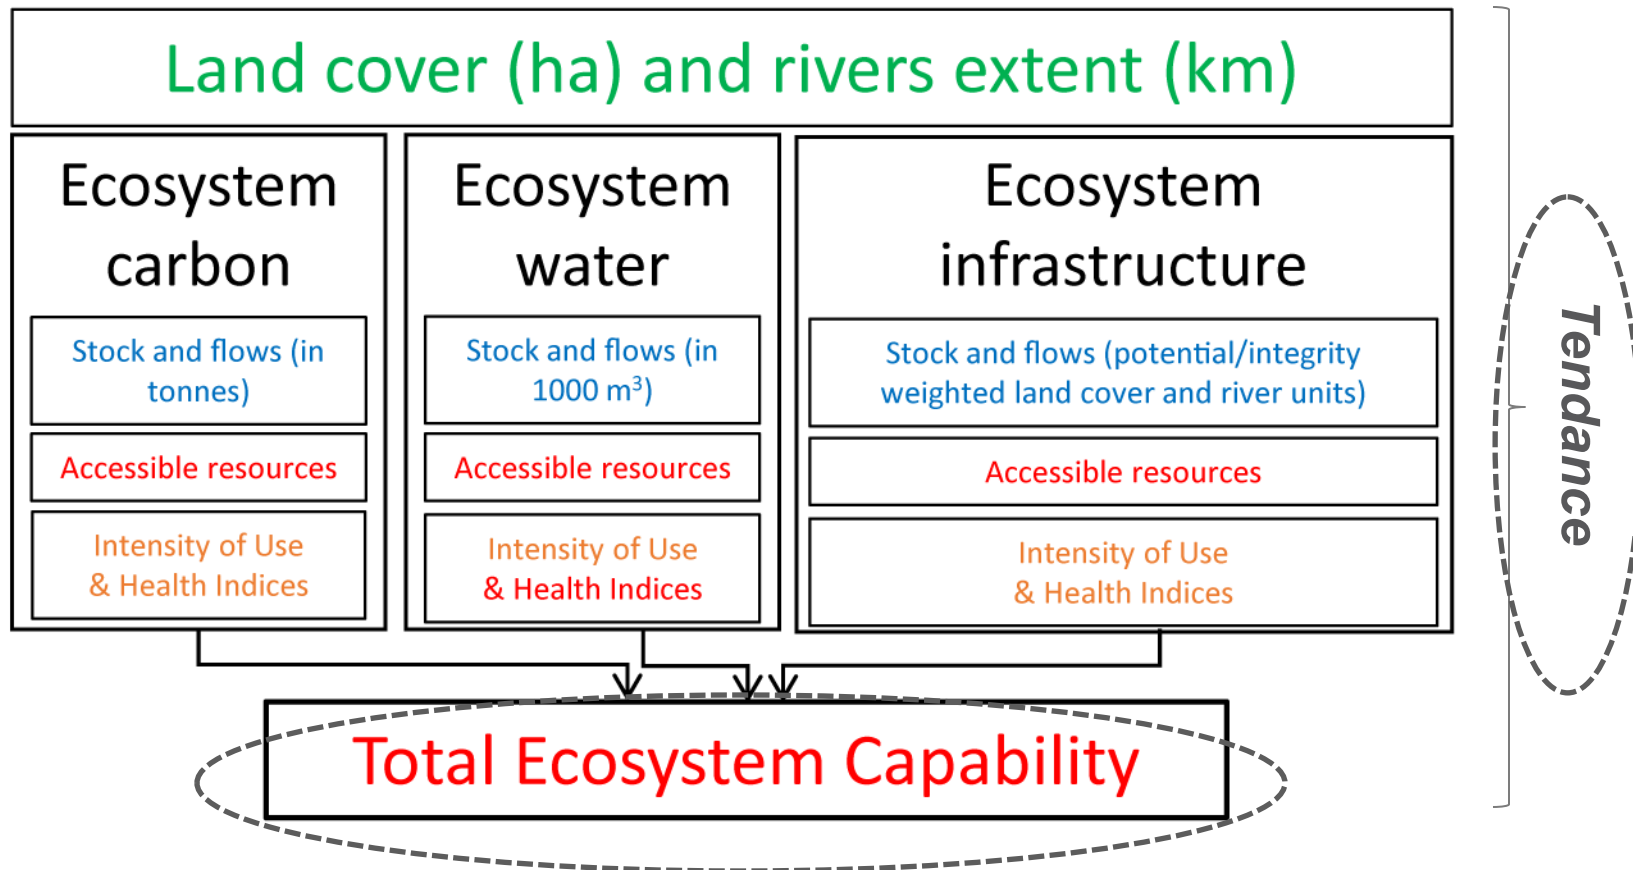 Land cover (ha) and rivers extent (km)
Ecosystem
carbon
Stock and flows (in
tonnes)
Accessible resources
Intensity of Use
& Health Indices
Ecosystem
water
Stock and flows (in
1000 m³)
Accessible resources
Intensity of Use
& Health Indices
Ecosystem
infrastructure
Stock and flows (potential/integrity
weighted land cover and river units)
Accessible resources
Intensity of Use
& Health Indices
Total Ecosystem Capability
Tendance